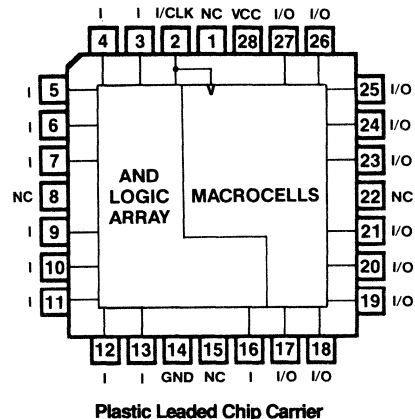 I I I/CLK NC VCC I/O I/O
4 3 2 1 28 27 26
I 5 25 I/O
I 6 24 I/O
I 7 23 I/O
NC 8 22 NC
I 9 21 I/O
I 10 20 I/O
I 11 19 I/O
AND
LOGIC
ARRAY
MACROCELLS
12 13 14 15 16 17 18
I I GND NC I I/O I/O
Plastic Leaded Chip Carrier